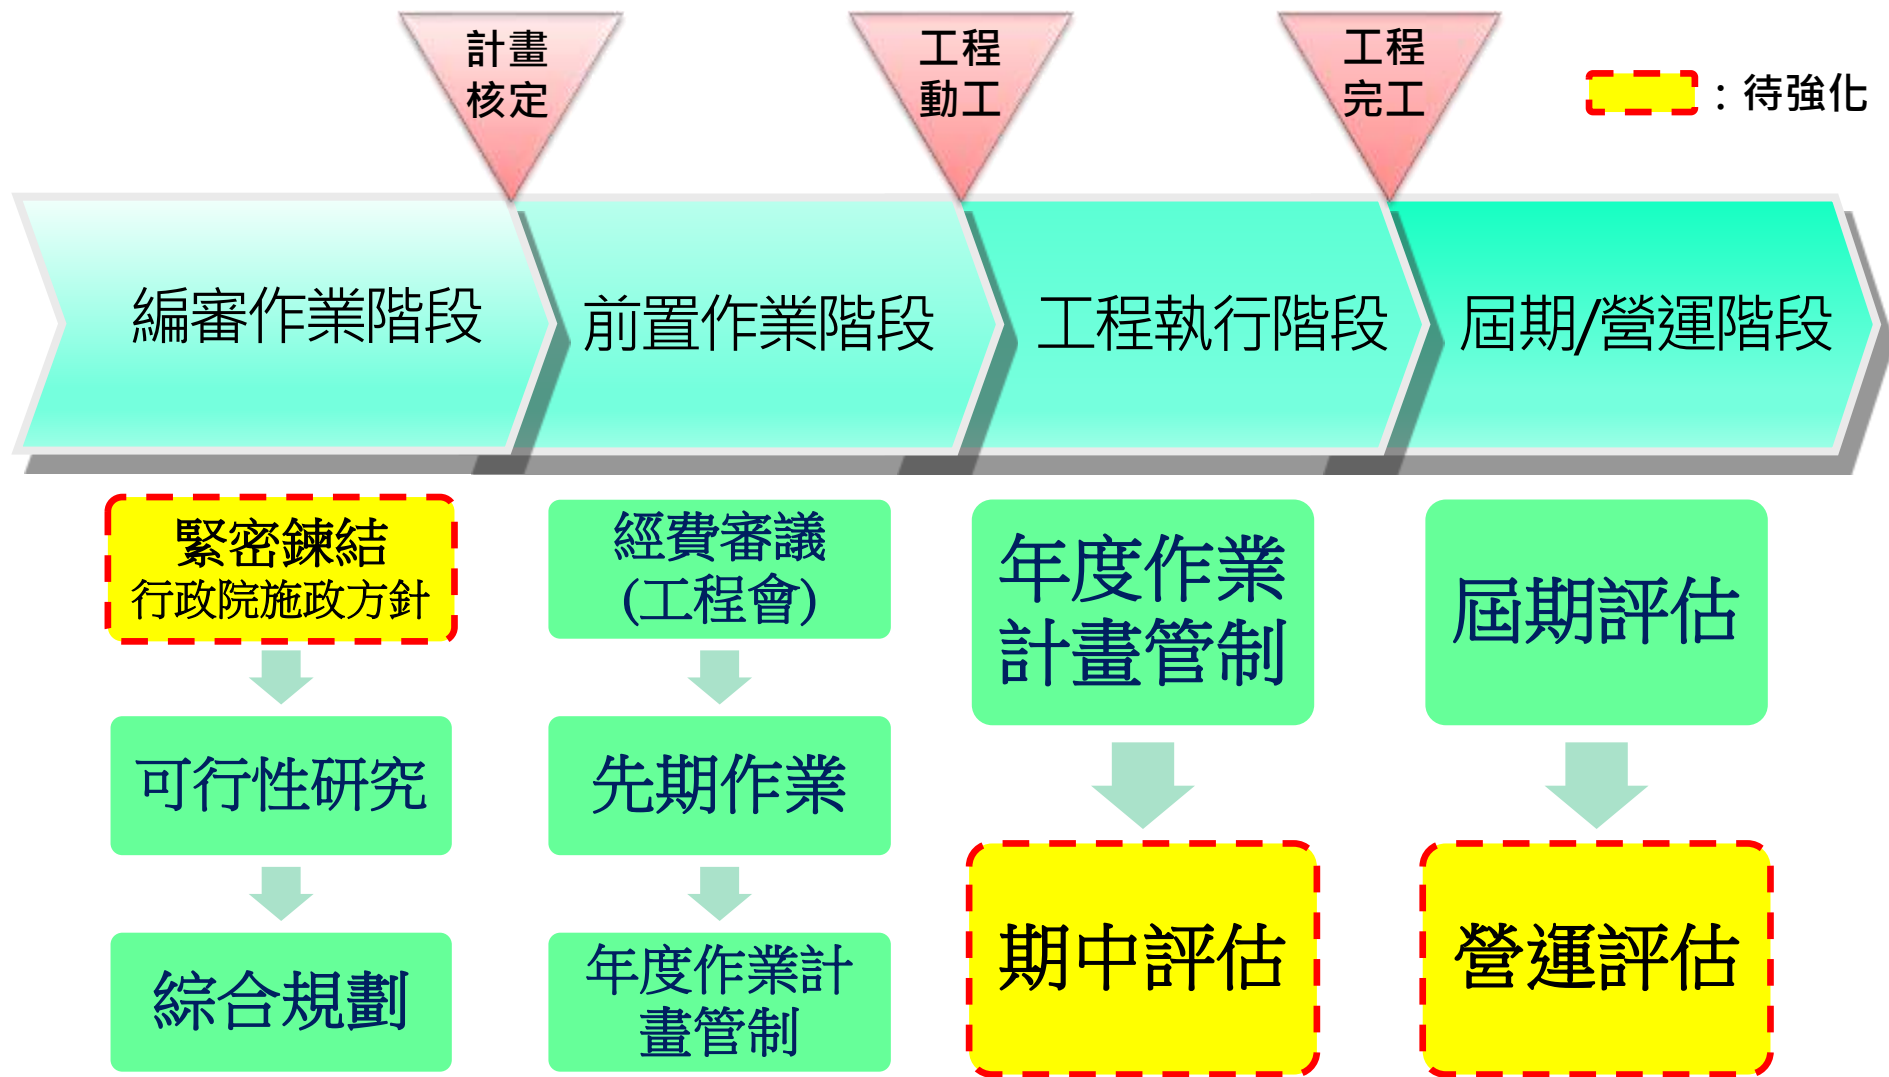 計畫
核定
工程
動工
工程
完工
：待強化
編審作業階段
前置作業階段
工程執行階段
屆期/營運階段
緊密鍊結
行政院施政方針
可行性研究
綜合規劃
經費審議
(工程會)
先期作業
年度作業計
畫管制
年度作業
計畫管制
期中評估
屆期評估
營運評估